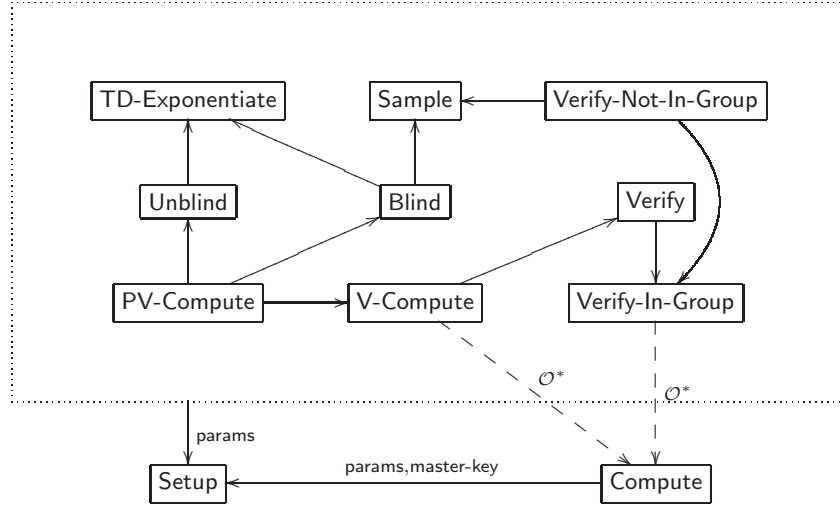 TD-Exponentiate
Sample
Verify-Not-In-Group
Unblind
Blind
Verify
PV-Compute
V-Compute
Verify-In-Group
𝒪*
𝒪*
params
params,master-key
Setup
Compute